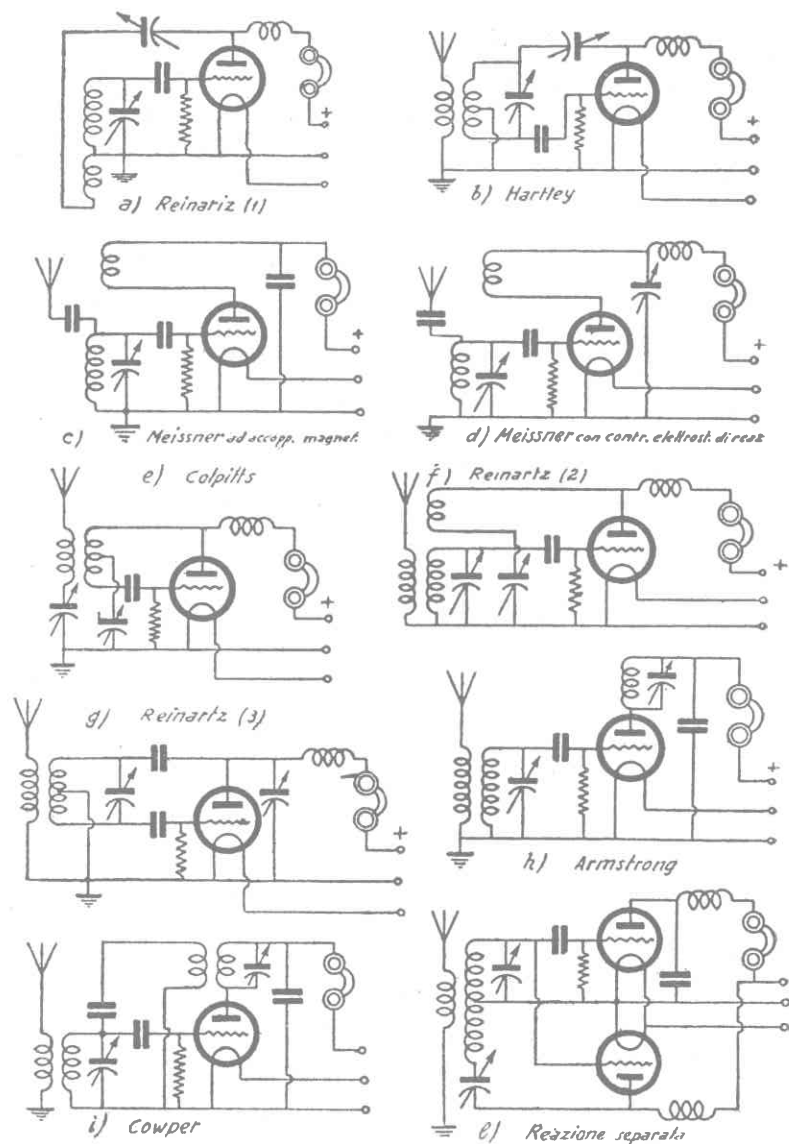 +
a) Reinariz (1)
+
b) Hartley
+
c) Meissner ad accopp. magnet.
+
d) Meissner con contr. elettrost. di reaz
e) Colpitts
+
f) Reinartz (2)
+
g) Reinartz (3)
+
+
h) Armstrong
i) Cowper
l) Reazione separata